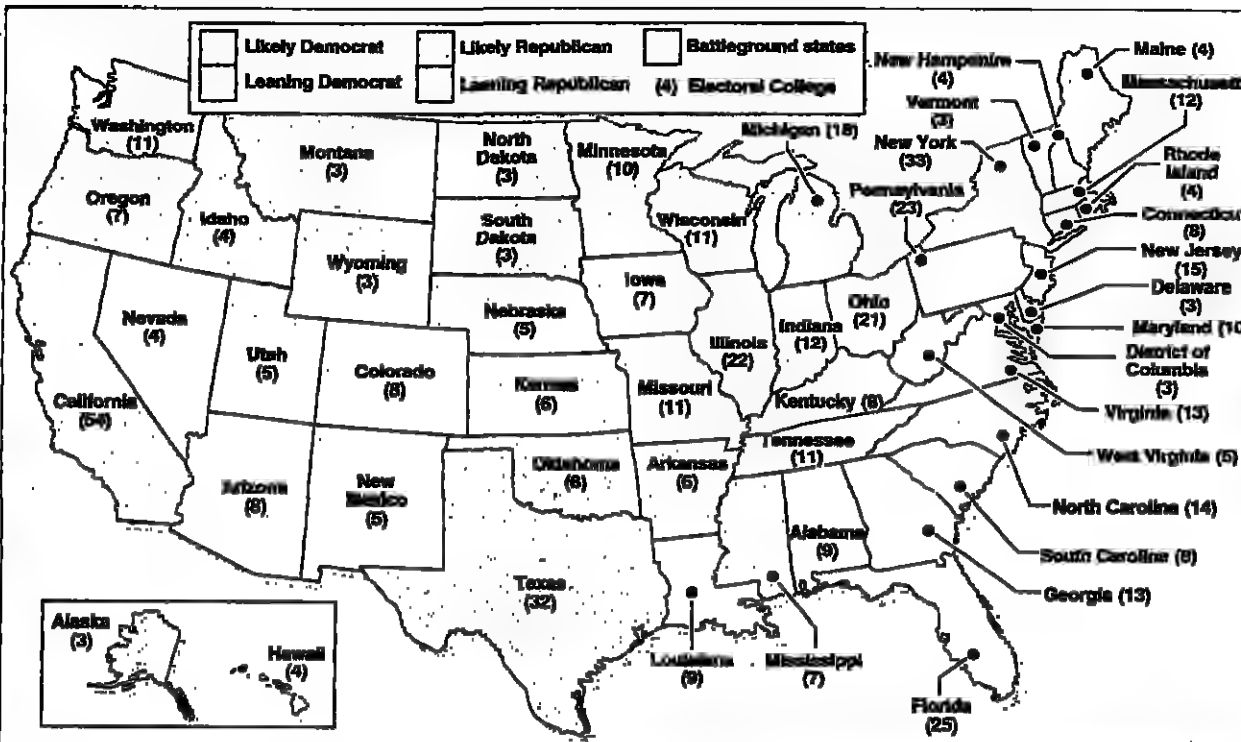 Likely Democrat
Likely Republican
Battleground states
Leaning Democrat
Leaning Republican
(4) Electoral College
Maine (4)
New Hampshire
(4)
Massachuset
(12)
Vermont
(3)
Michigan (18)
New York
(33)
Rhode
Island
(4)
Pennsylvania
(23)
Connecticu
(8)
New Jersey
(15)
Delaware
(3)
Maryland (10
District of
Columbia
(3)
Virginia (13)
West Virginia (5)
North Carolina (14)
South Carolina (8)
Georgia (13)
Florida
(25)
Washington
(11)
Montana
(3)
North
Dakota
(3)
Minnesota
(10)
Oregon
(7)
Idaho
(4)
South
Dakota
(3)
Wisconsin
(11)
Wyoming
(3)
Iowa
(7)
Nebraska
(5)
Nevada
(4)
Utah
(5)
Colorado
(8)
Illinois
(22)
Indiana
(12)
Ohio
(21)
California
(54)
Kansas
(6)
Missouri
(11)
Kentucky (8)
Tennessee
(11)
Arizona
(8)
New
Mexico
(5)
Oklahoma
(8)
Arkansas
(6)
Alabama
(9)
Texas
(32)
Louisiana
(9)
Mississippi
(7)
Alaska
(3)
Hawaii
(4)